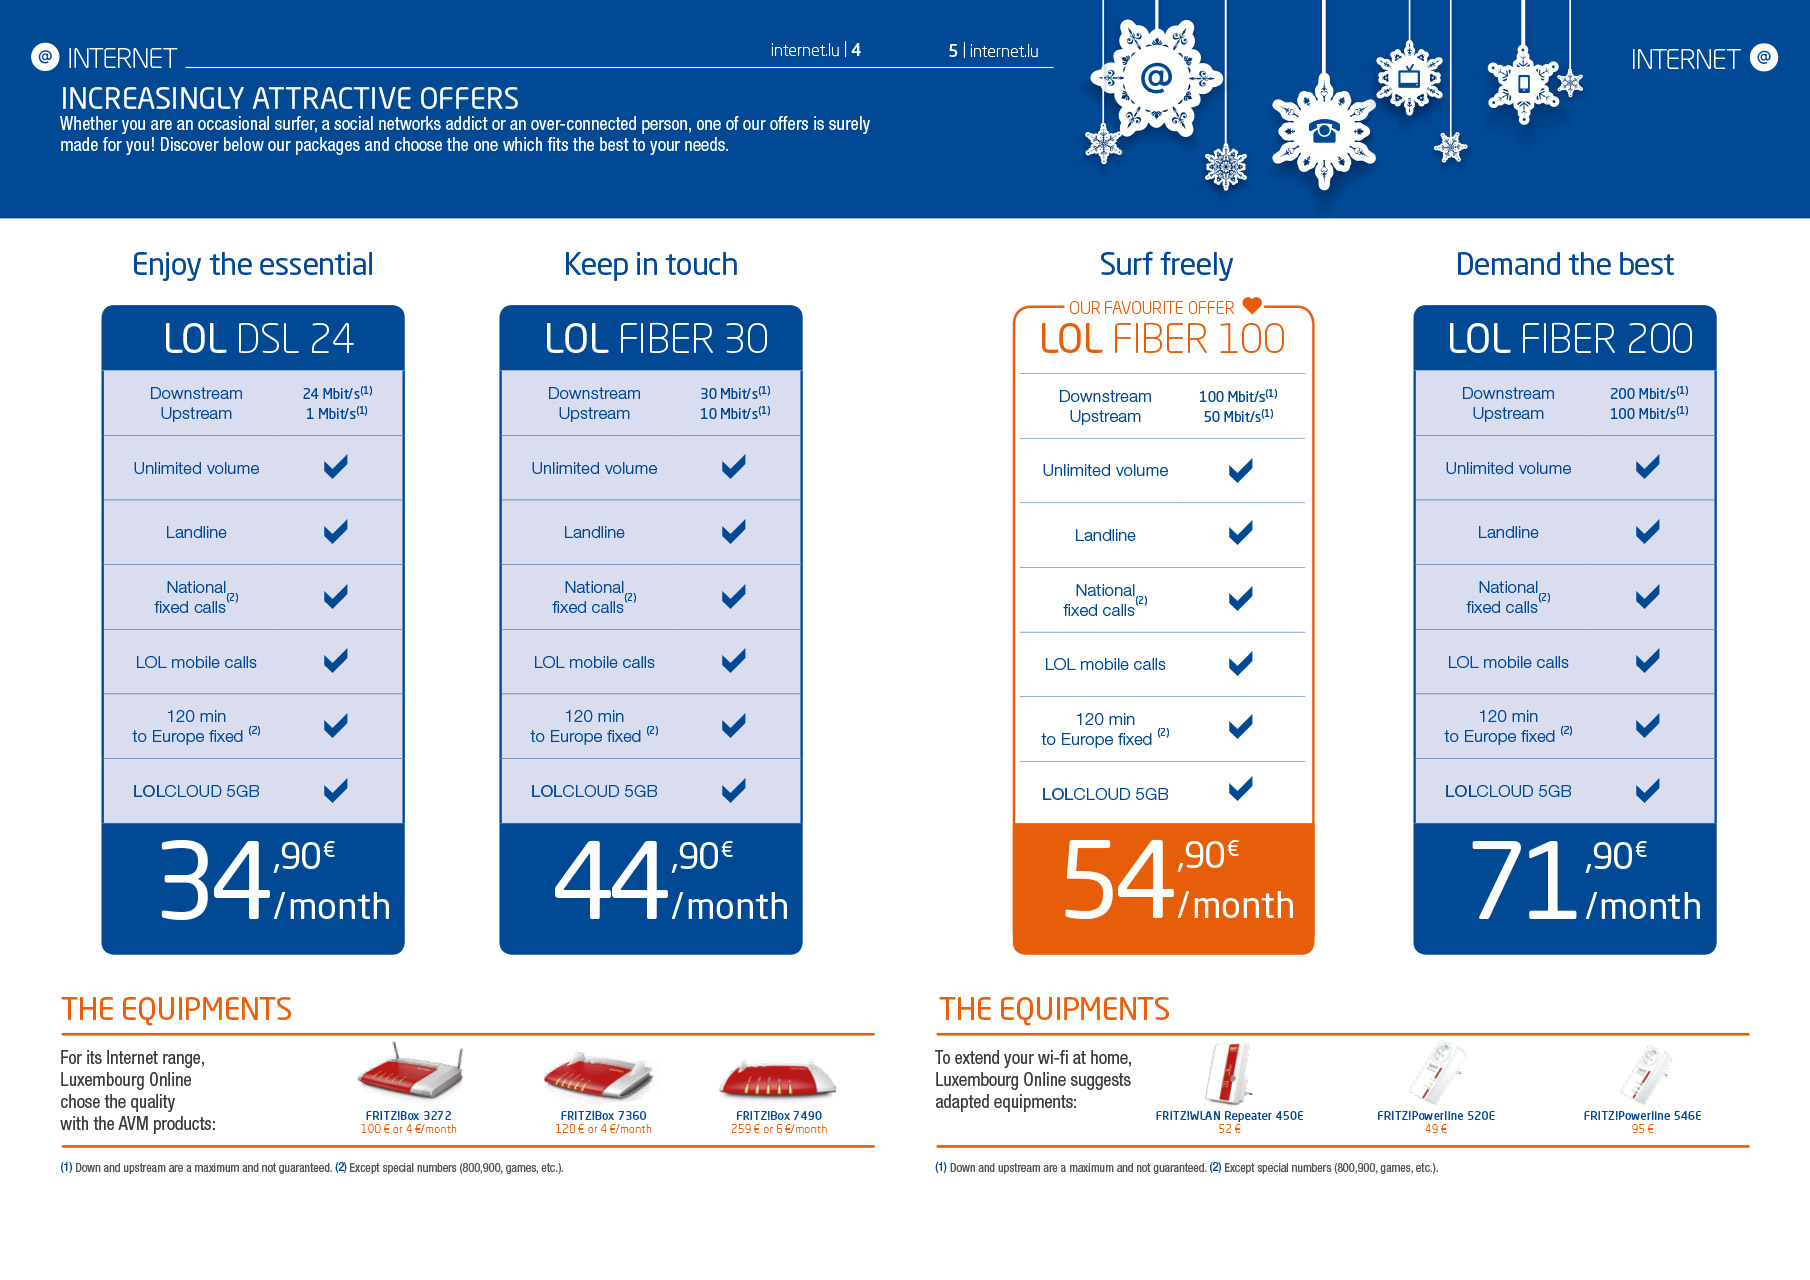 @ INTERNET
internet.lu | 4
5 | internet.lu
INTERNET @
@
INCREASINGLY ATTRACTIVE OFFERS
Whether you are an occasional surfer, a social networks addict or an over-connected person, one of our offers is surely
made for you! Discover below our packages and choose the one which fits the best to your needs.
Enjoy the essential
LOL DSL 24
Downstream 24 Mbit/s(1)
Upstream 1 Mbit/s(1)
Unlimited volume
Landline
National
fixed calls(2)
LOL mobile calls
120 min
to Europe fixed (2)
LOLCLOUD 5GB
34,90€
/month
Keep in touch
LOL FIBER 30
Downstream 30 Mbit/s(1)
Upstream 10 Mbit/s(1)
Unlimited volume
Landline
National
fixed calls(2)
LOL mobile calls
120 min
to Europe fixed (2)
LOLCLOUD 5GB
44,90€
/month
Surf freely
OUR FAVOURITE OFFER
LOL FIBER 100
Downstream 100 Mbit/s(1)
Upstream 50 Mbit/s(1)
Unlimited volume
Landline
National
fixed calls(2)
LOL mobile calls
120 min
to Europe fixed (2)
LOLCLOUD 5GB
54,90€
/month
Demand the best
LOL FIBER 200
Downstream 200 Mbit/s(1)
Upstream 100 Mbit/s(1)
Unlimited volume
Landline
National
fixed calls(2)
LOL mobile calls
120 min
to Europe fixed (2)
LOLCLOUD 5GB
71,90€
/month
THE EQUIPMENTS
For its Internet range,
Luxembourg Online
chose the quality
with the AVM products:
FRITZ!Box 3272
100 € or 4 €/month
FRITZ!Box 7360
120 € or 4 €/month
FRITZ!Box 7490
259 € or 6 €/month
(1) Down and upstream are a maximum and not guaranteed. (2) Except special numbers (800,900, games, etc.).
THE EQUIPMENTS
To extend your wi-fi at home,
Luxembourg Online suggests
adapted equipments:
FRITZ!WLAN Repeater 450E
52 €
FRITZ!Powerline 520E
49 €
FRITZ!Powerline 546E
95 €
(1) Down and upstream are a maximum and not guaranteed. (2) Except special numbers (800,900, games, etc.).